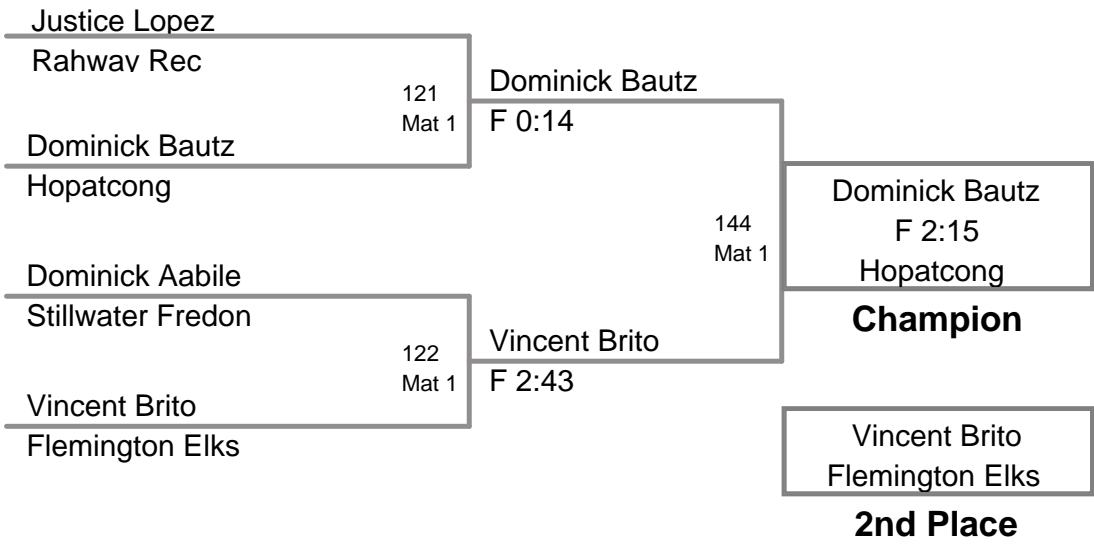 Justice Lopez
Rahway Rec
121
Mat 1
Dominick Bautz
F 0:14
Dominick Bautz
Hopatcong
144
Mat 1
Dominick Bautz
F 2:15
Hopatcong
Champion
Dominick Aabile
Stillwater Fredon
122
Mat 1
Vincent Brito
F 2:43
Vincent Brito
Flemington Elks
Vincent Brito
Flemington Elks
2nd Place